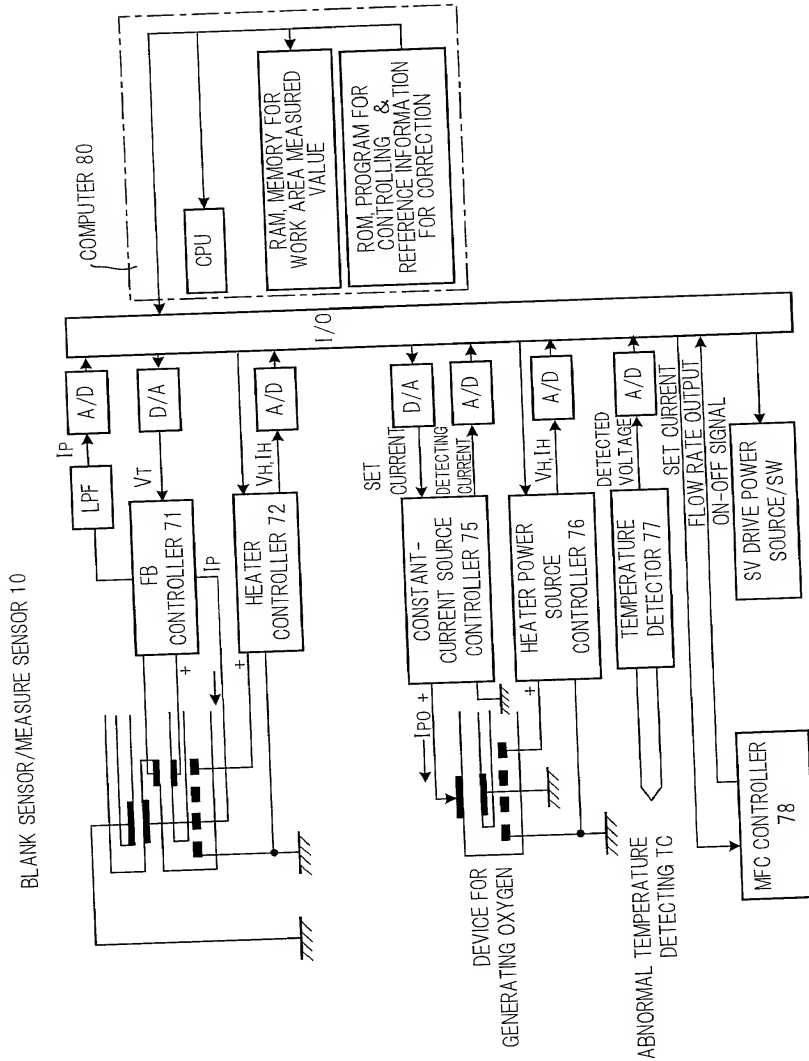 BLANK SENSOR/MEASURE SENSOR 10
COMPUTER 80
CPU
RAM, MEMORY FOR
WORK AREA MEASURED
VALUE
ROM, PROGRAM FOR
CONTROLLING &
REFERENCE INFORMATION
FOR CORRECTION
I/O
IP
A/D
LPF
D/A
VT
FB
CONTROLLER 71
+
IP
A/D
VH,IH
HEATER
CONTROLLER 72
+
D/A
SET
CURRENT
A/D
DETECTING
CURRENT
CONSTANT-
CURRENT SOURCE
CONTROLLER 75
IPO +
A/D
VH,IH
HEATER POWER
SOURCE
CONTROLLER 76
+
DEVICE FOR
GENERATING OXYGEN
A/D
DETECTED
VOLTAGE
TEMPERATURE
DETECTOR 77
ABNORMAL TEMPERATURE
DETECTING TC
SET CURRENT
FLOW RATE OUTPUT
ON-OFF SIGNAL
MFC CONTROLLER
78
SV DRIVE POWER
SOURCE/SW